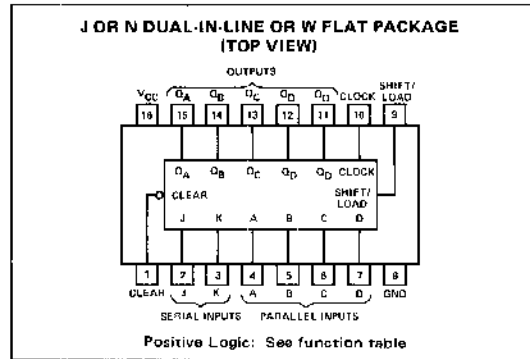 J OR N DUAL-IN-LINE OR W FLAT PACKAGE
(TOP VIEW)
OUTPUTS
VCC QA QB QC QD QD CLOCK SHIFT/
LOAD
16 15 14 13 12 11 10 9
QA QB QC QD QD CLOCK
CLEAR SHIFT/
LOAD
J K A B C D
1 2 3 4 5 6 7 8
CLEAR J K A B C D GND
SERIAL INPUTS PARALLEL INPUTS
Positive Logic: See function table